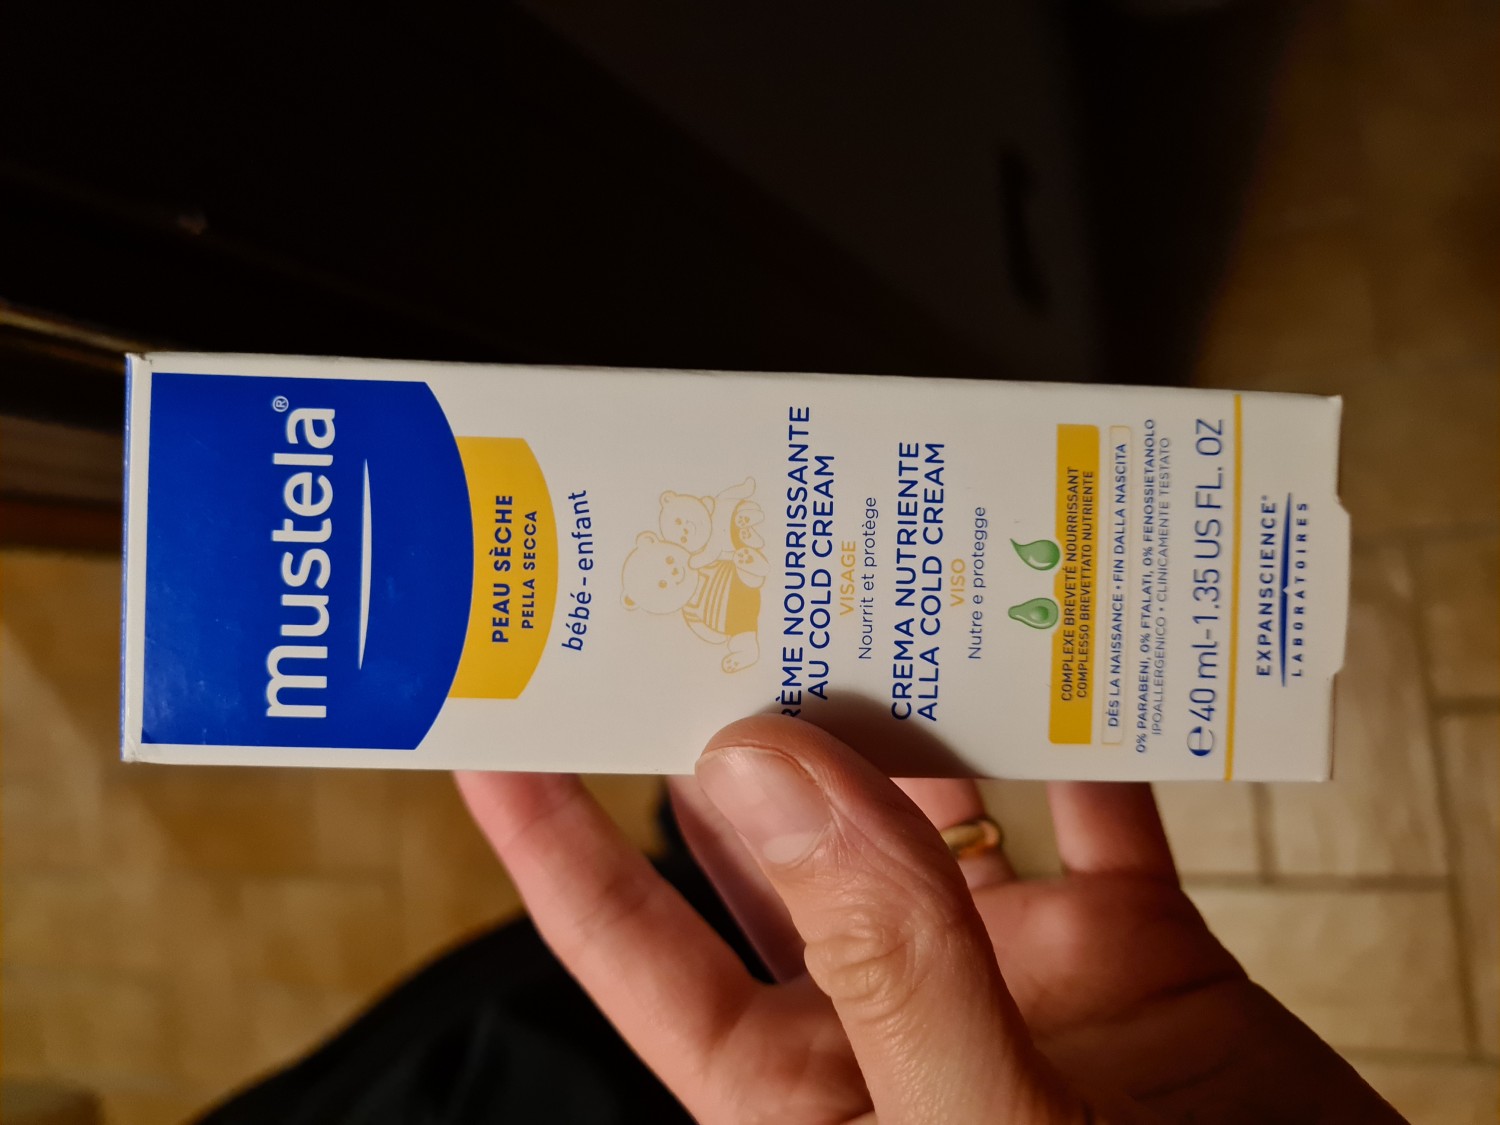 mustela®
PEAU SÈCHE
PELLA SECCA
bébé-enfant
RÈME NOURRISSANTE
AU COLD CREAM
VISAGE
Nourrit et protège
CREMA NUTRIENTE
ALLA COLD CREAM
VISO
Nutre e protegge
COMPLEXE BREVETÉ NOURRISSANT
COMPLESSO BREVETTATO NUTRIENTE
DÈS LA NAISSANCE • FIN DALLA NASCITA
0% PARABENI, 0% FTALATI, 0% FENOSSIETANOLO
IPOALLERGENICO • CLINICAMENTE TESTATO
℮ 40 ml-1.35 US FL. OZ
EXPANSCIENCE®
LABORATOIRES